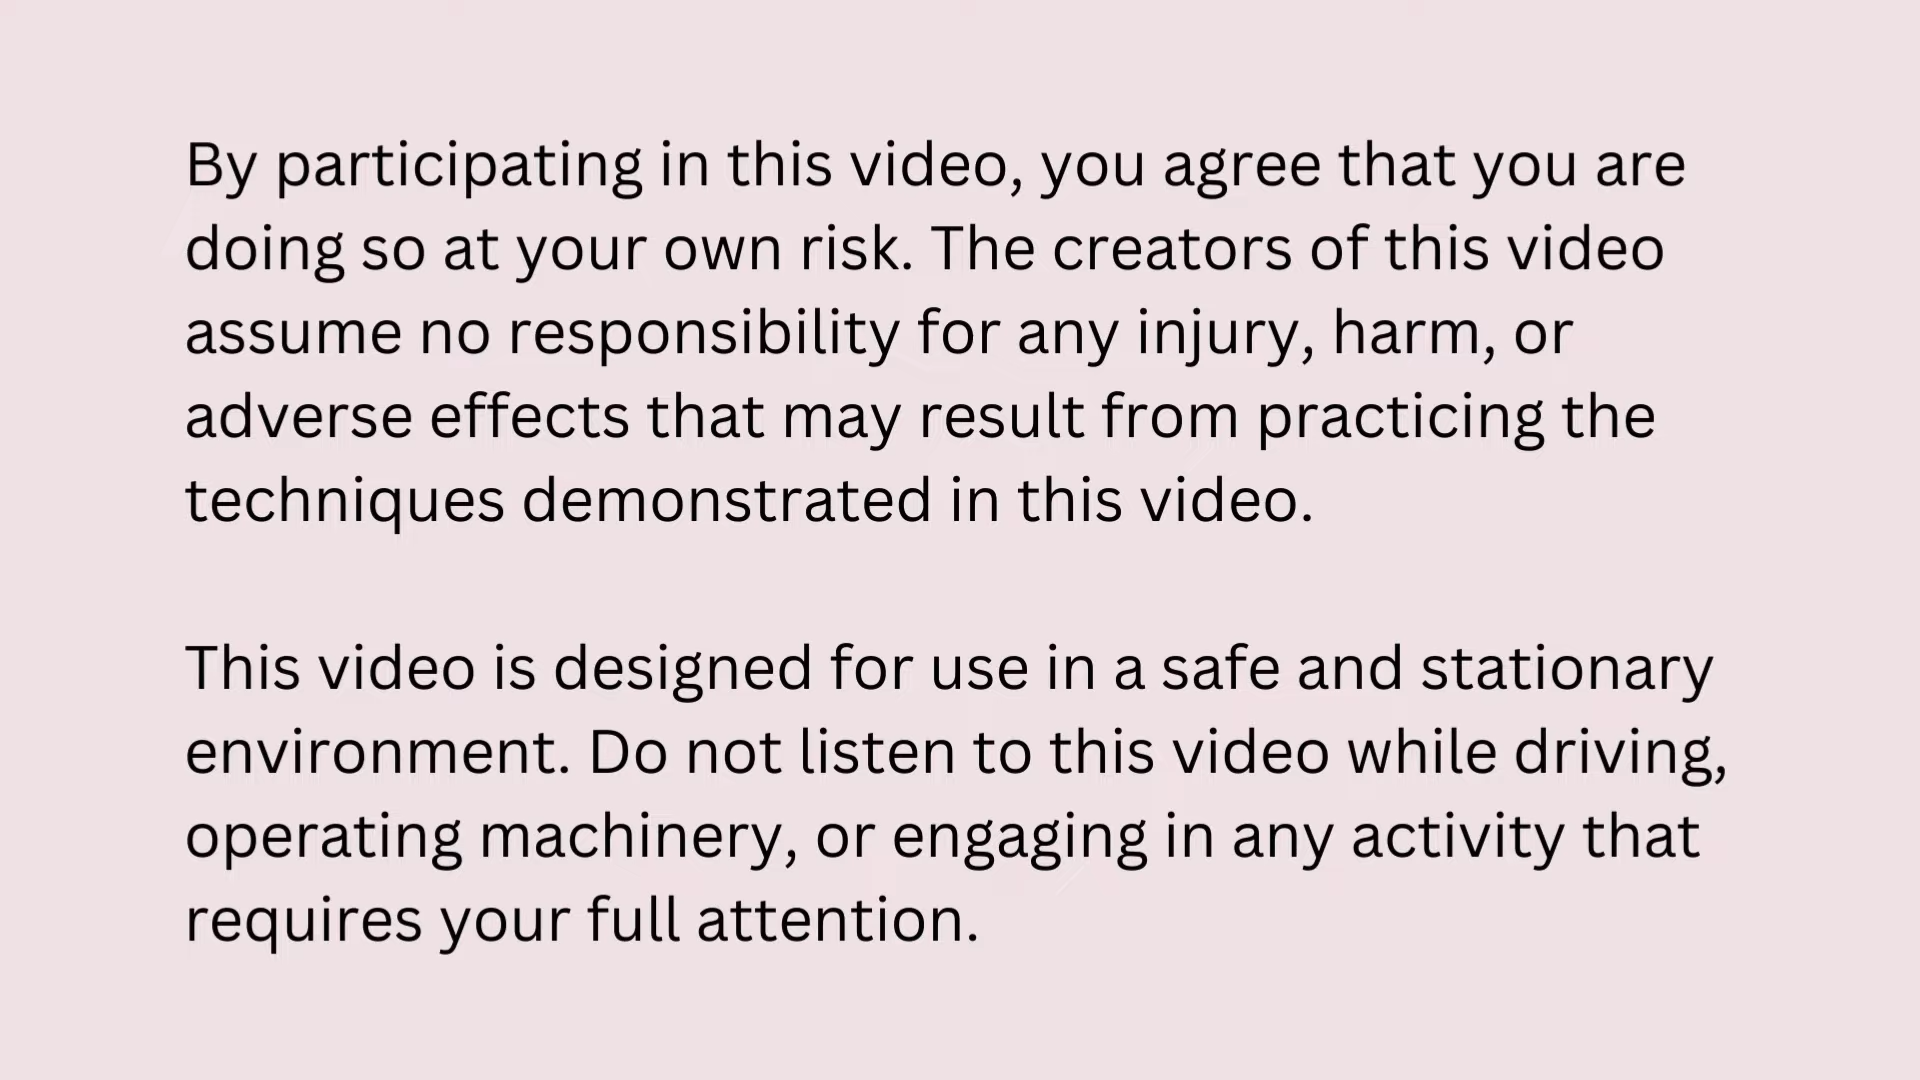 By participating in this video, you agree that you are
doing so at your own risk. The creators of this video
assume no responsibility for any injury, harm, or
adverse effects that may result from practicing the
techniques demonstrated in this video.
This video is designed for use in a safe and stationary
environment. Do not listen to this video while driving,
operating machinery, or engaging in any activity that
requires your full attention.